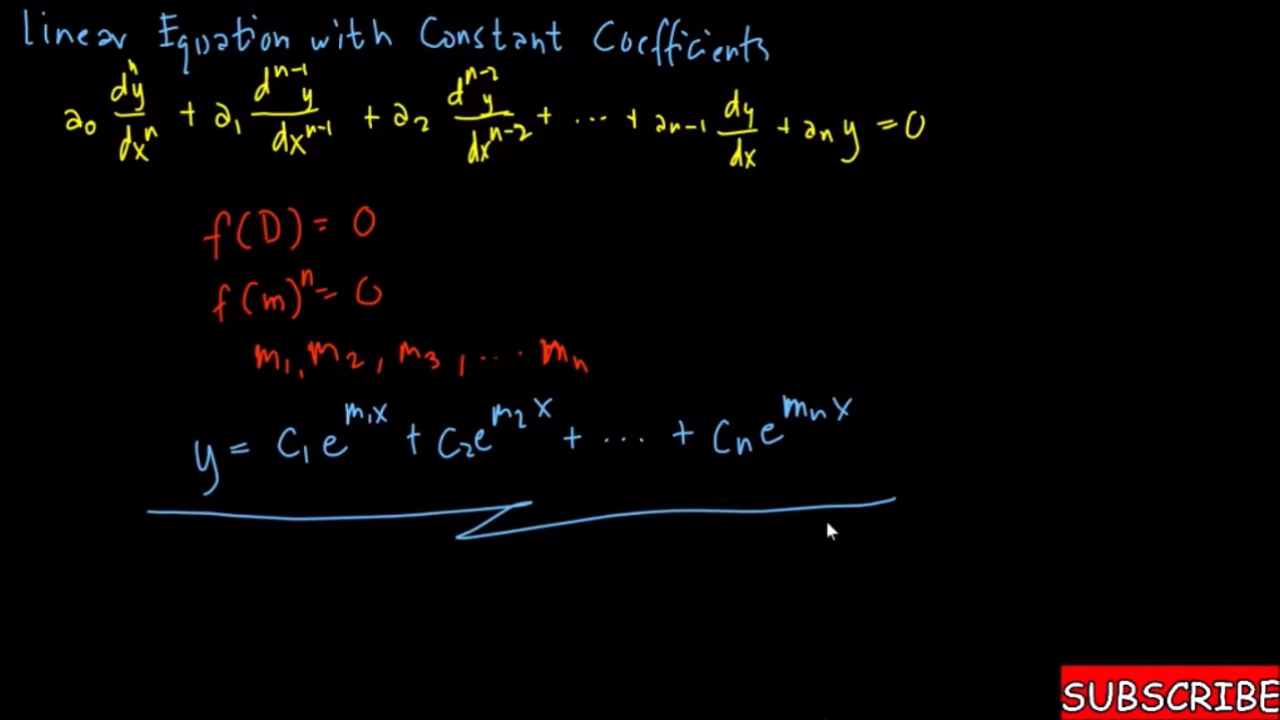 Linear Equation with Constant Coefficients
a₀ dⁿy/dxⁿ + a₁ dⁿ⁻¹y/dxⁿ⁻¹ + a₂ dⁿ⁻²y/dxⁿ⁻² + ... + aₙ₋₁ dy/dx + aₙy = 0
f(D) = 0
f(m)ⁿ = 0
m₁, m₂, m₃, ... mₙ
y = c₁e^{m₁x} + c₂e^{m₂x} + ... + cₙe^{mₙx}
SUBSCRIBE